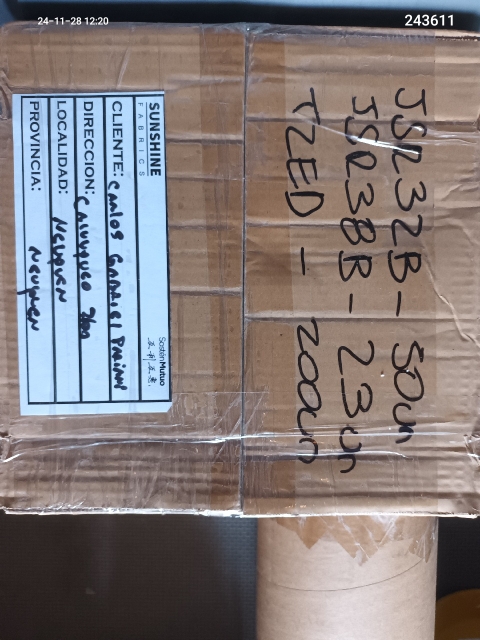 24-11-28 12:20
243611
JSR32B - 50un
JSR38B - 23un
TZED - 200un
SUNSHINE
FABRICS
SosténMutuo
CLIENTE: CARLOS GABRIEL
DIRECCION:
LOCALIDAD: NEUQUEN
PROVINCIA: NEUQUEN